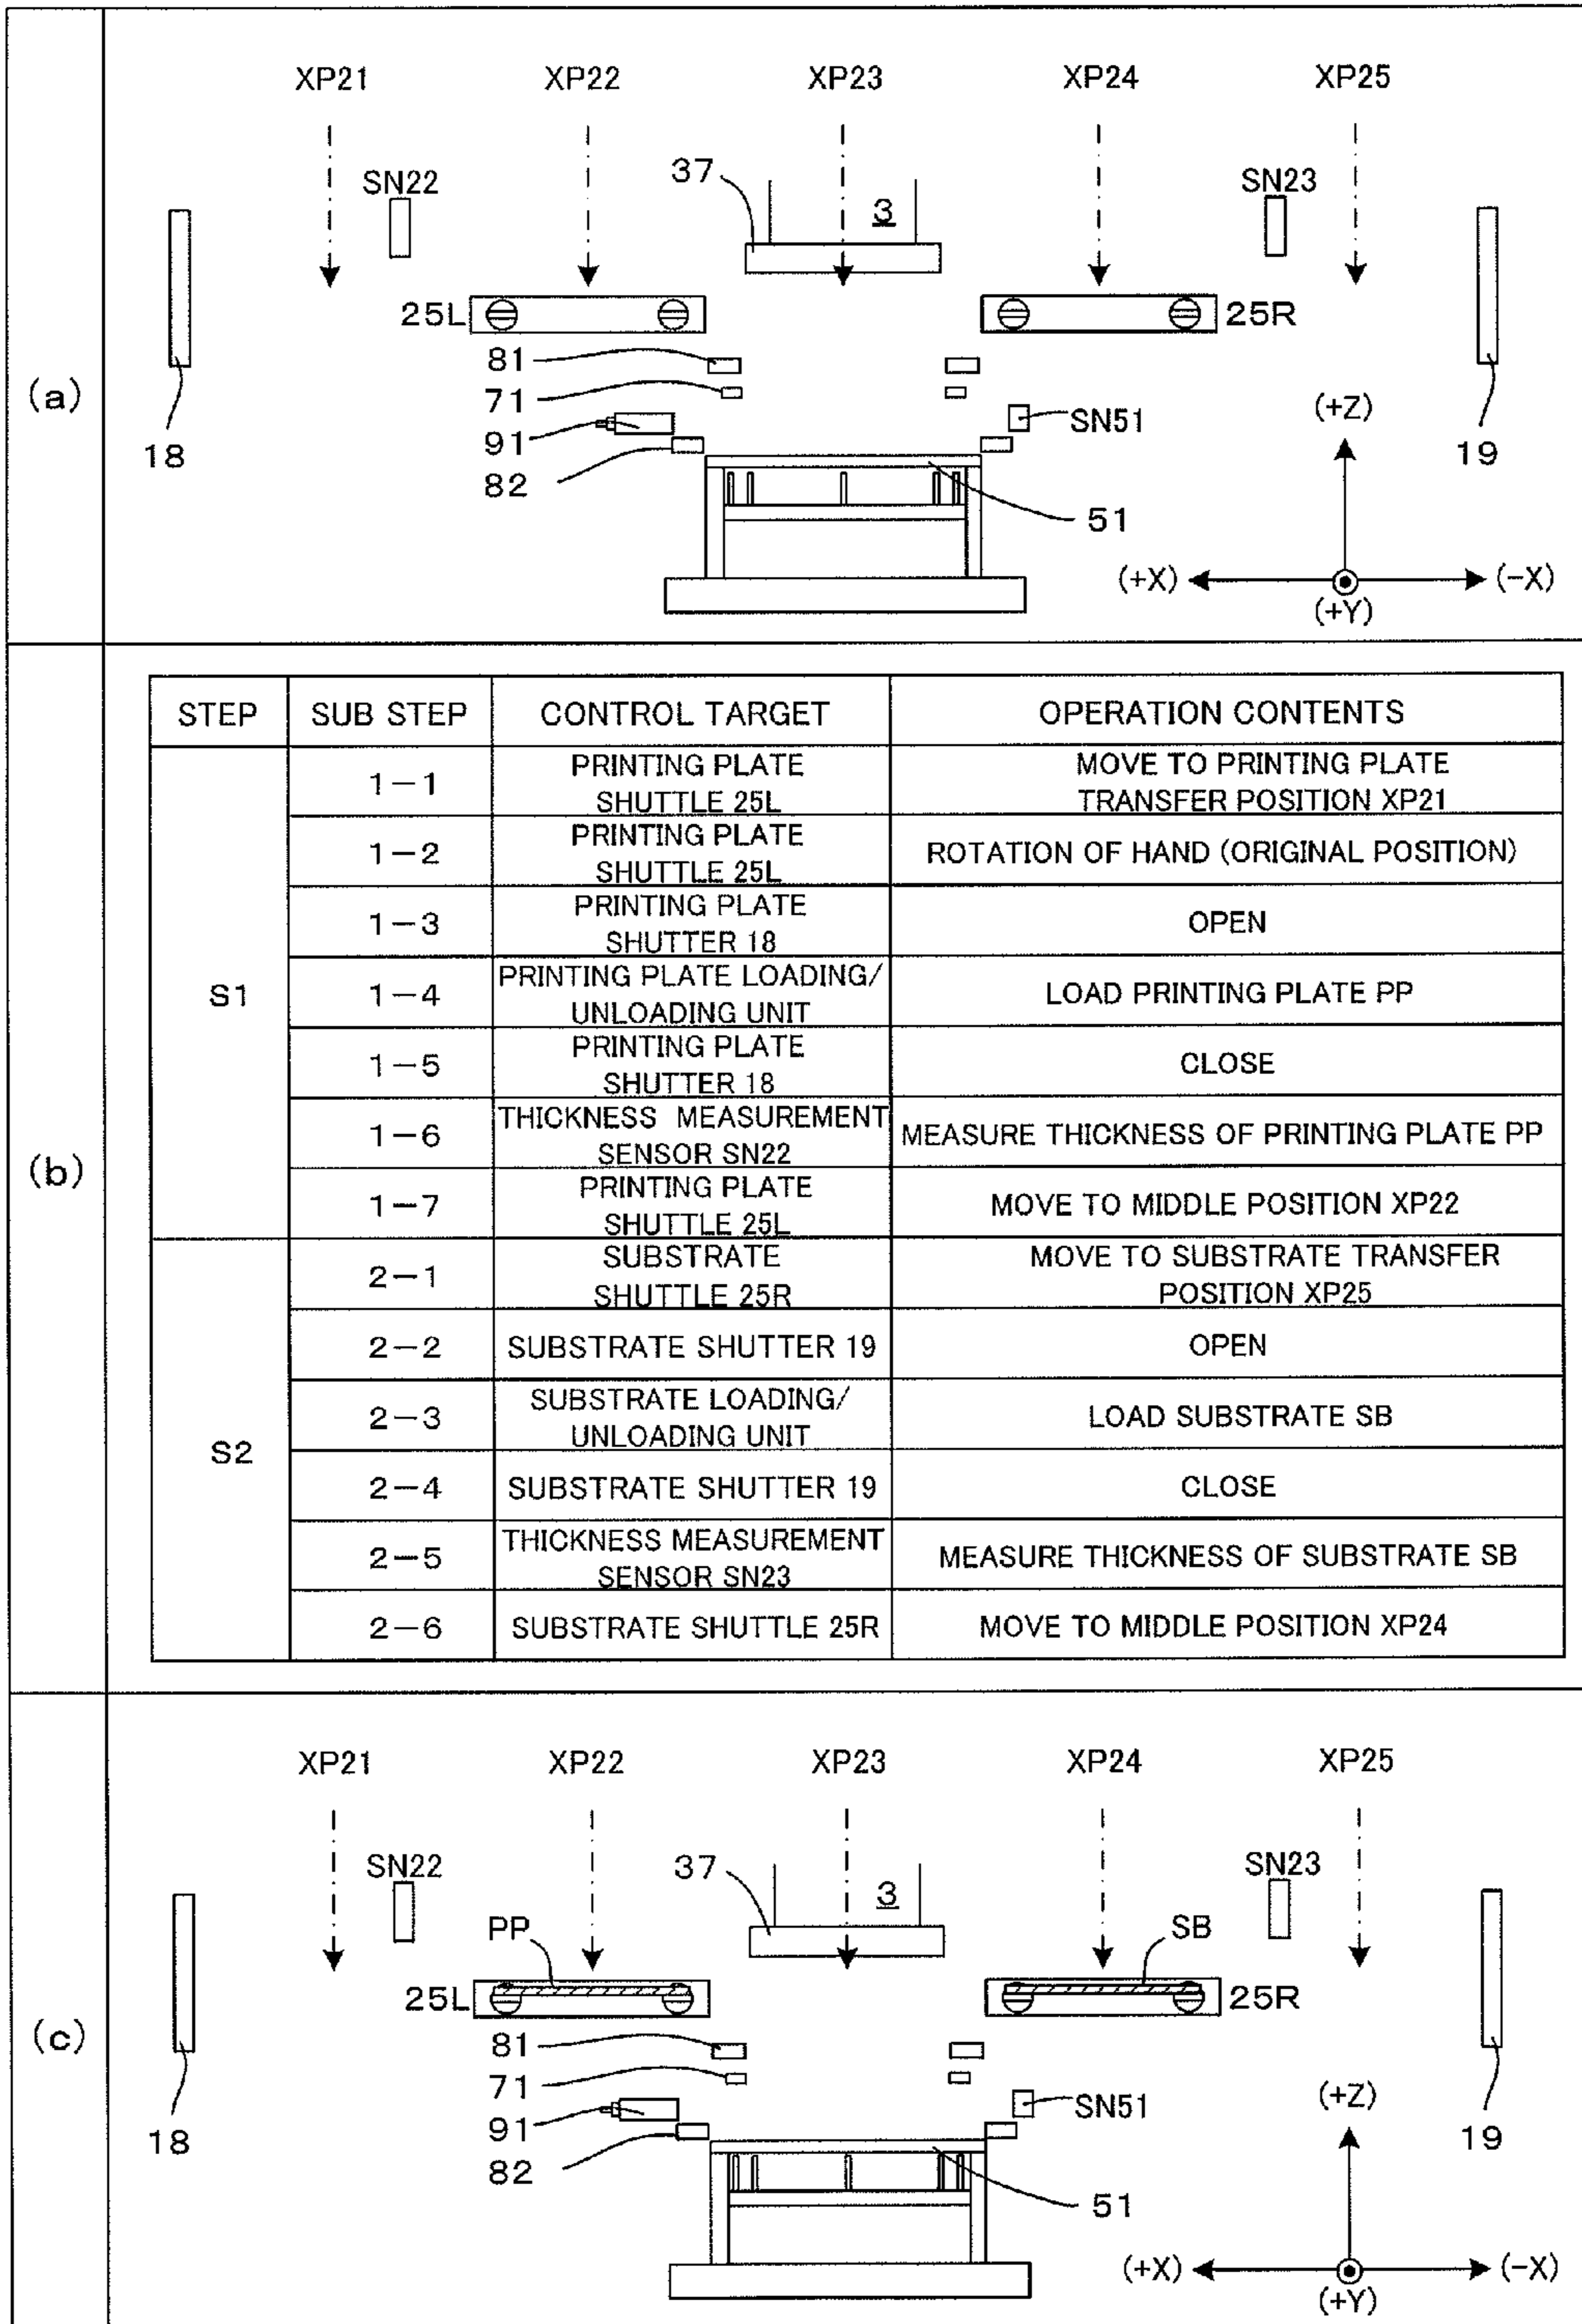 (a)
XP21 XP22 XP23 XP24 XP25
SN22 37 3 SN23
25L 25R
81
71
91 SN51
82
18 51 19
(+Z)
(+X) (-X)
(+Y)
(b)
STEP SUB STEP CONTROL TARGET OPERATION CONTENTS
S1
1-1 PRINTING PLATE MOVE TO PRINTING PLATE
SHUTTLE 25L TRANSFER POSITION XP21
1-2 PRINTING PLATE ROTATION OF HAND (ORIGINAL POSITION)
SHUTTLE 25L
1-3 PRINTING PLATE OPEN
SHUTTER 18
1-4 PRINTING PLATE LOADING/ LOAD PRINTING PLATE PP
UNLOADING UNIT
1-5 PRINTING PLATE CLOSE
SHUTTER 18
1-6 THICKNESS MEASUREMENT MEASURE THICKNESS OF PRINTING PLATE PP
SENSOR SN22
1-7 PRINTING PLATE MOVE TO MIDDLE POSITION XP22
SHUTTLE 25L
S2
2-1 SUBSTRATE MOVE TO SUBSTRATE TRANSFER
SHUTTLE 25R POSITION XP25
2-2 SUBSTRATE SHUTTER 19 OPEN
2-3 SUBSTRATE LOADING/ LOAD SUBSTRATE SB
UNLOADING UNIT
2-4 SUBSTRATE SHUTTER 19 CLOSE
2-5 THICKNESS MEASUREMENT MEASURE THICKNESS OF SUBSTRATE SB
SENSOR SN23
2-6 SUBSTRATE SHUTTLE 25R MOVE TO MIDDLE POSITION XP24
(c)
XP21 XP22 XP23 XP24 XP25
SN22 37 3 SN23
PP SB
25L 25R
81
71
91 SN51
82
18 51 19
(+Z)
(+X) (-X)
(+Y)